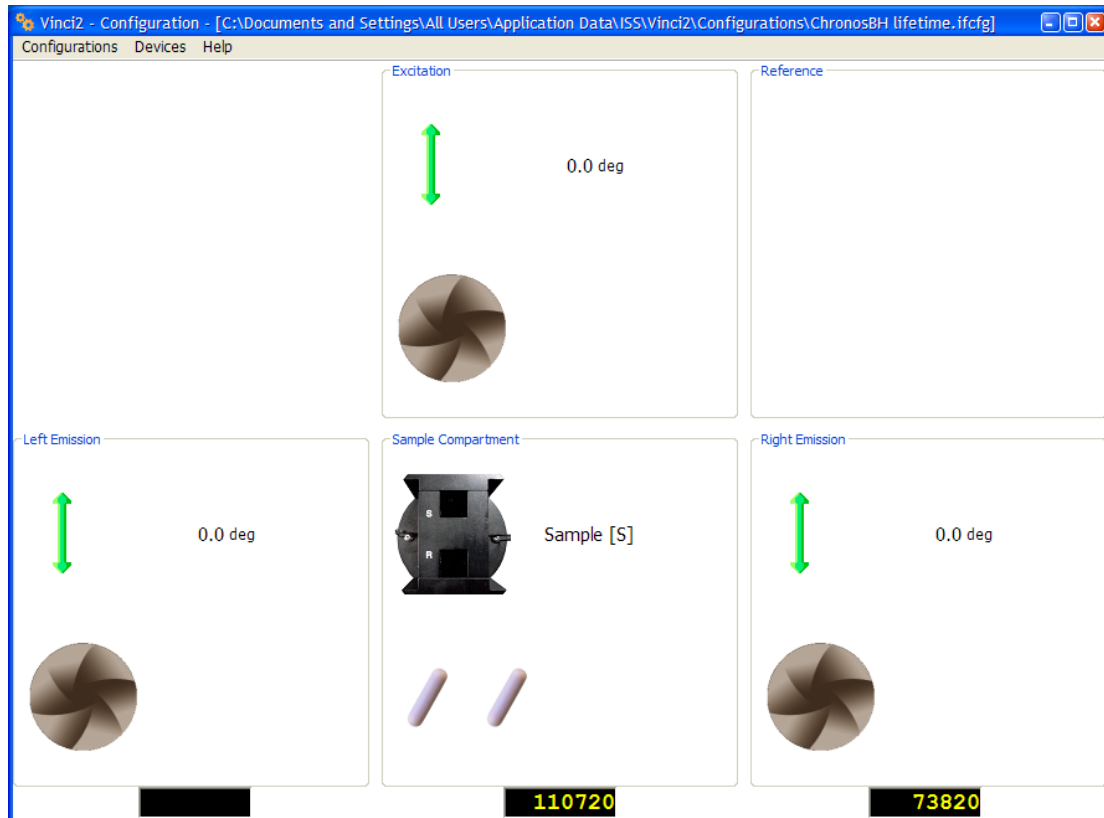 Vinci2 - Configuration - [C:\Documents and Settings\All Users\Application Data\ISS\Vinci2\Configurations\ChronosBH lifetime.ifcfg]
Configurations Devices Help
Excitation
0.0 deg
Reference
Left Emission
0.0 deg
Sample Compartment
S
R
Sample [S]
Right Emission
0.0 deg
110720
73820